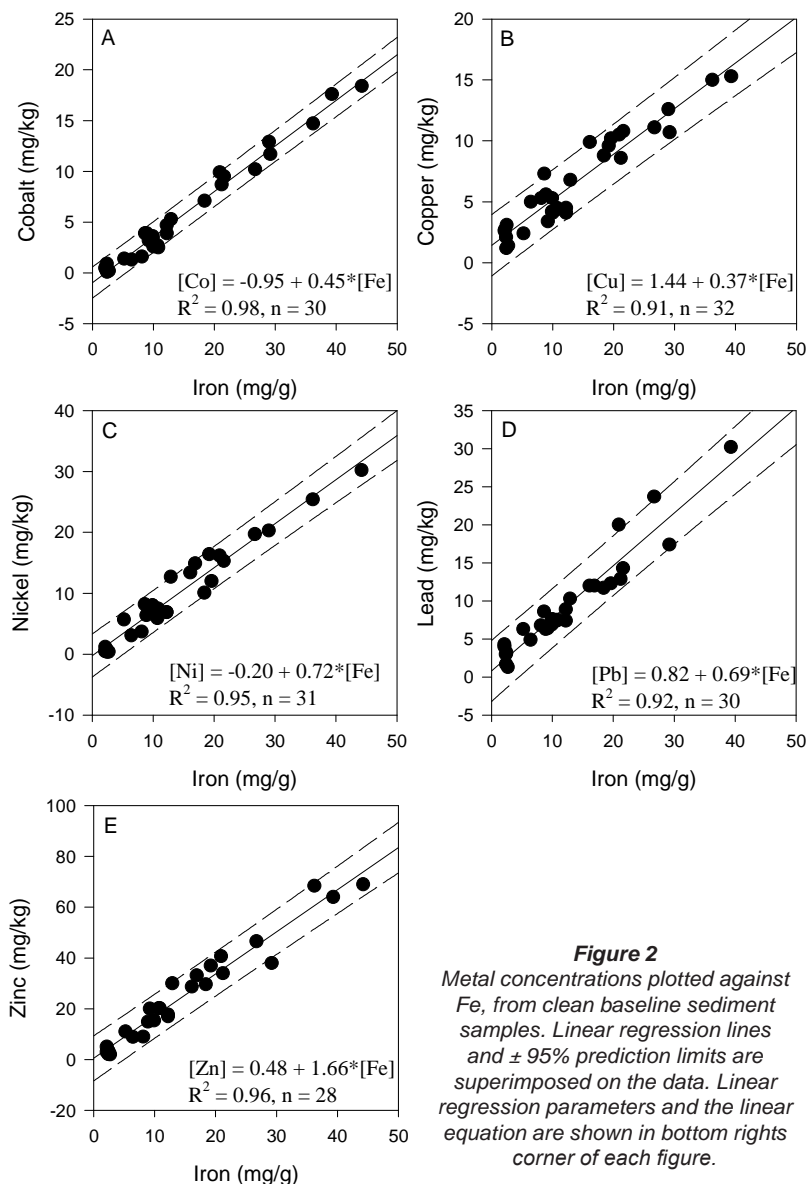 A
25
20
15
10
5
0
-5
Cobalt (mg/kg)
[Co] = -0.95 + 0.45*[Fe]
R² = 0.98, n = 30
0 10 20 30 40 50
Iron (mg/g)
B
20
15
10
5
0
-5
Copper (mg/kg)
[Cu] = 1.44 + 0.37*[Fe]
R² = 0.91, n = 32
0 10 20 30 40 50
Iron (mg/g)
C
40
30
20
10
0
-10
Nickel (mg/kg)
[Ni] = -0.20 + 0.72*[Fe]
R² = 0.95, n = 31
0 10 20 30 40 50
Iron (mg/g)
D
35
30
25
20
15
10
5
0
-5
Lead (mg/kg)
[Pb] = 0.82 + 0.69*[Fe]
R² = 0.92, n = 30
0 10 20 30 40 50
Iron (mg/g)
E
100
80
60
40
20
0
-20
Zinc (mg/kg)
[Zn] = 0.48 + 1.66*[Fe]
R² = 0.96, n = 28
0 10 20 30 40 50
Iron (mg/g)
Figure 2
Metal concentrations plotted against
Fe, from clean baseline sediment
samples. Linear regression lines
and ± 95% prediction limits are
superimposed on the data. Linear
regression parameters and the linear
equation are shown in bottom rights
corner of each figure.